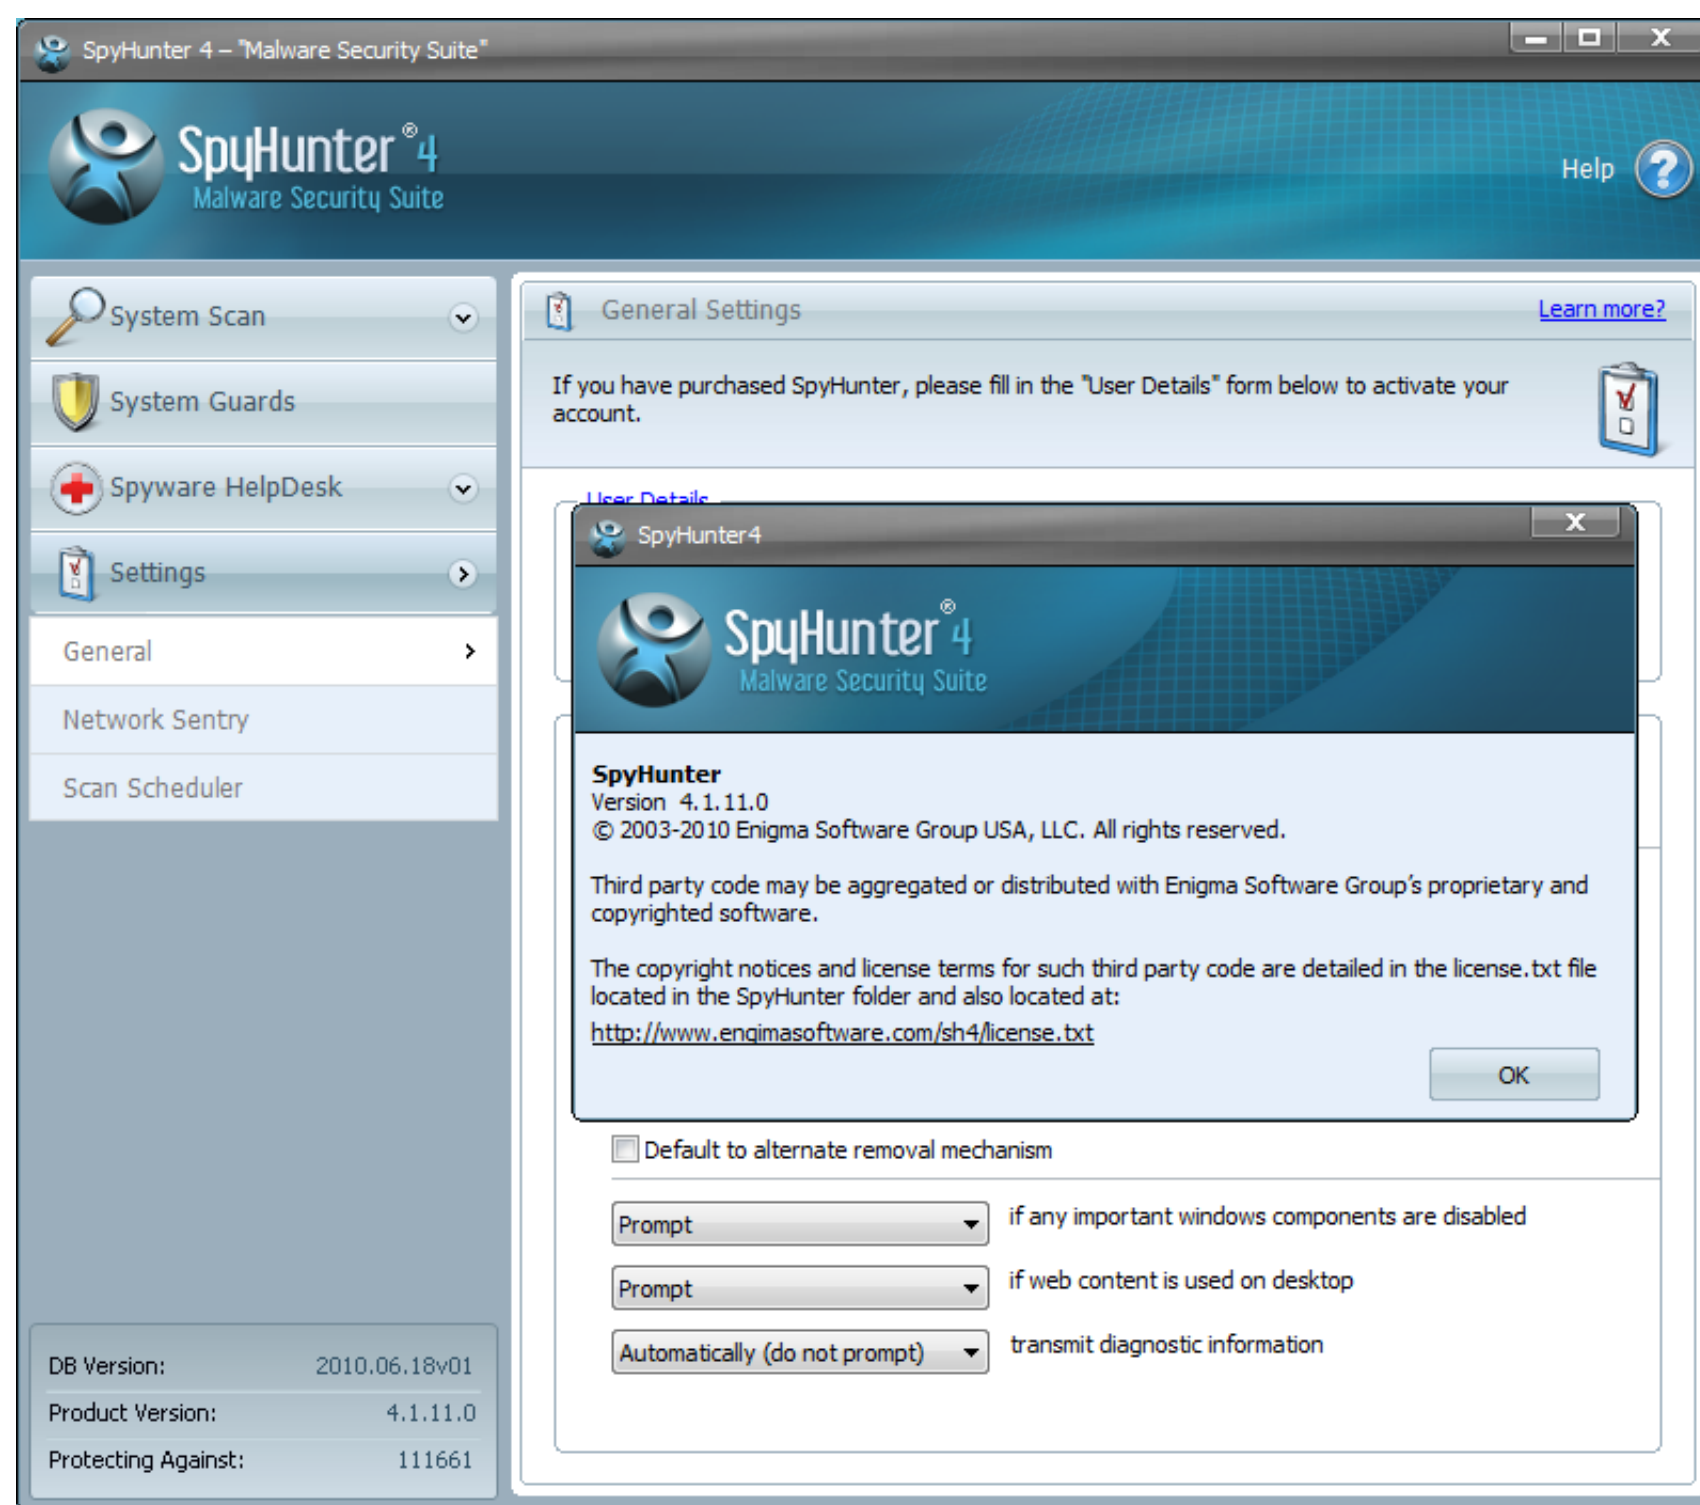 SpyHunter 4 – "Malware Security Suite"
SpyHunter®4
Malware Security Suite
Help
System Scan
System Guards
Spyware HelpDesk
Settings
General
Network Sentry
Scan Scheduler
DB Version: 2010.06.18v01
Product Version: 4.1.11.0
Protecting Against: 111661
General Settings
Learn more?
If you have purchased SpyHunter, please fill in the "User Details" form below to activate your
account.
User Details
SpyHunter4
SpyHunter®4
Malware Security Suite
SpyHunter
Version 4.1.11.0
© 2003-2010 Enigma Software Group USA, LLC. All rights reserved.
Third party code may be aggregated or distributed with Enigma Software Group's proprietary and
copyrighted software.
The copyright notices and license terms for such third party code are detailed in the license.txt file
located in the SpyHunter folder and also located at:
http://www.engimasoftware.com/sh4/license.txt
OK
Default to alternate removal mechanism
Prompt if any important windows components are disabled
Prompt if web content is used on desktop
Automatically (do not prompt) transmit diagnostic information